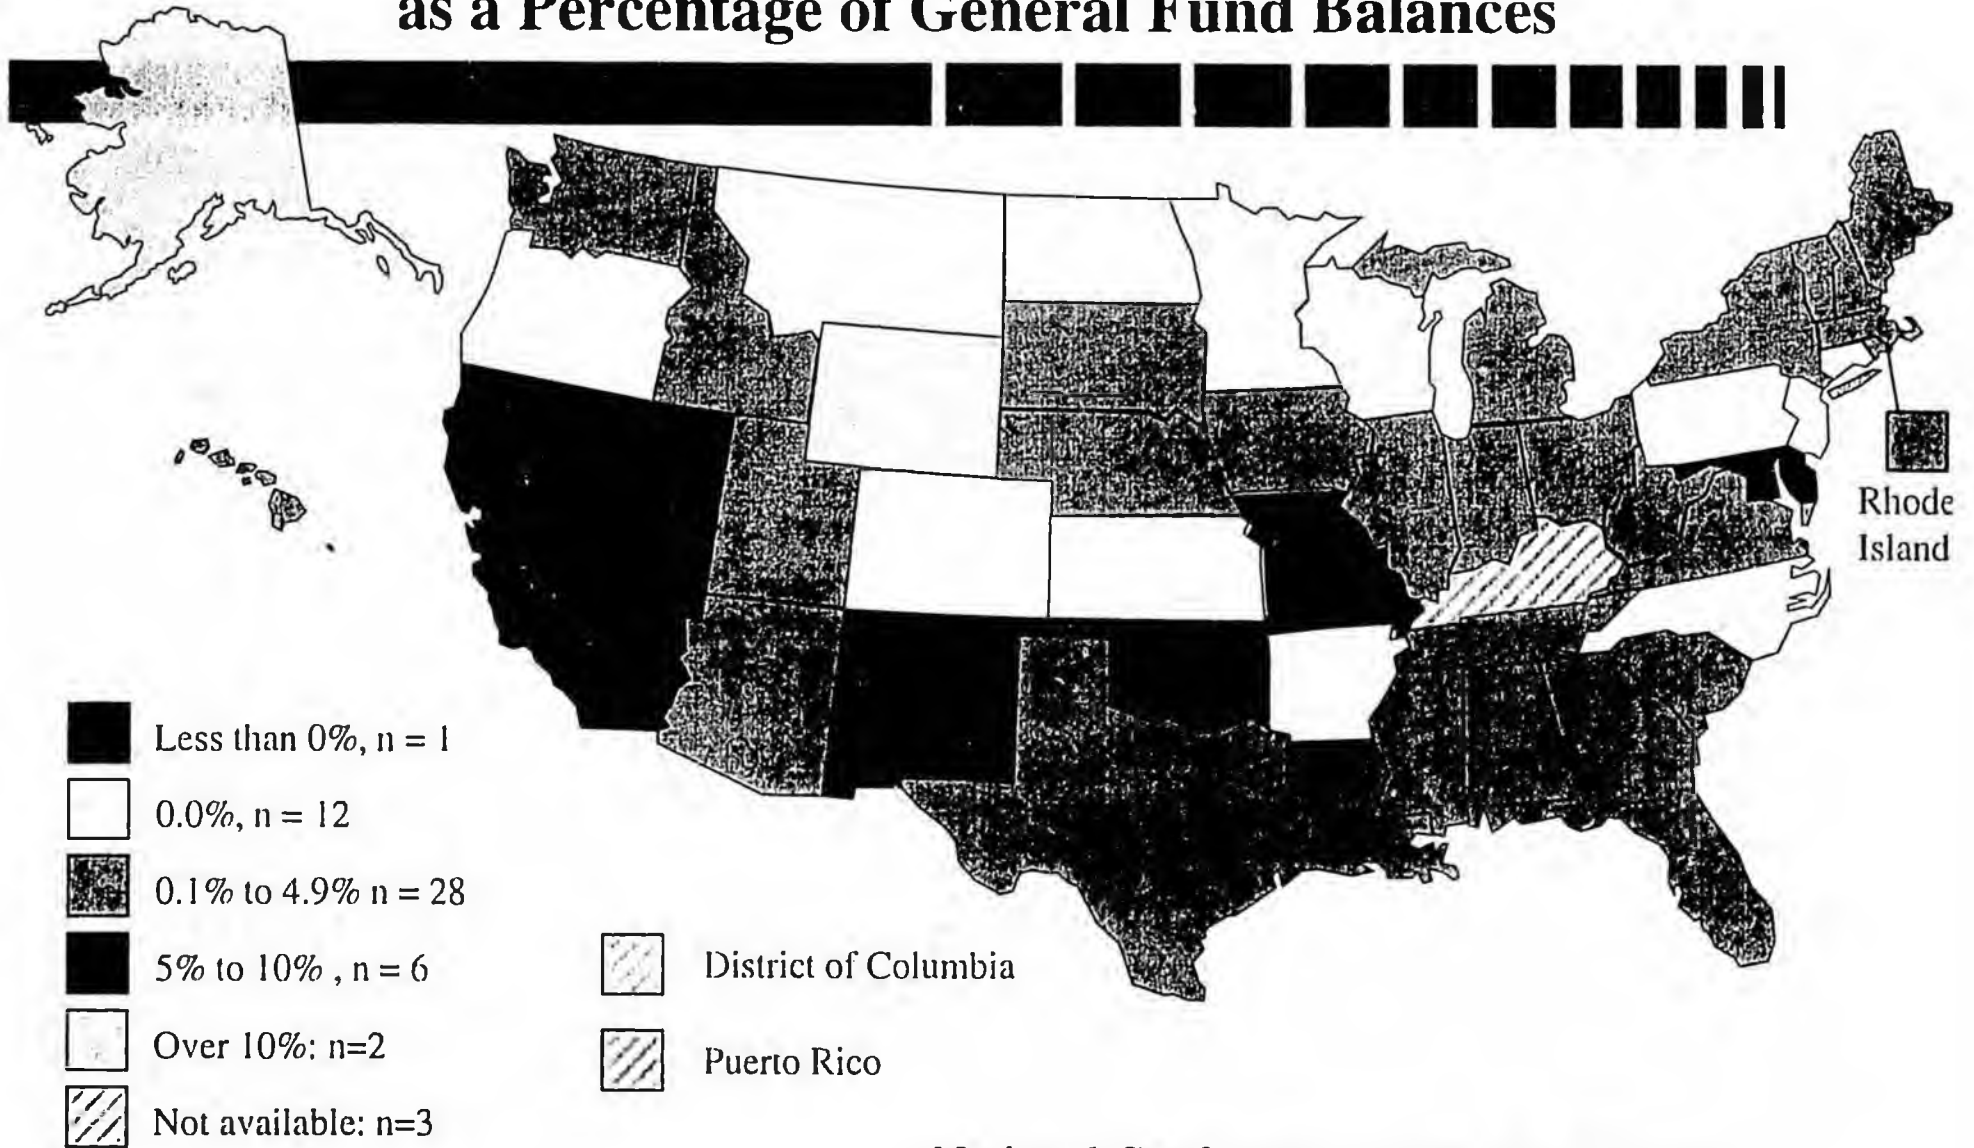 as a Percentage of General Fund Balances
Rhode
Island
Less than 0%, n = 1
0.0%, n = 12
0.1% to 4.9% n = 28
5% to 10% , n = 6
Over 10%: n=2
Not available: n=3
District of Columbia
Puerto Rico